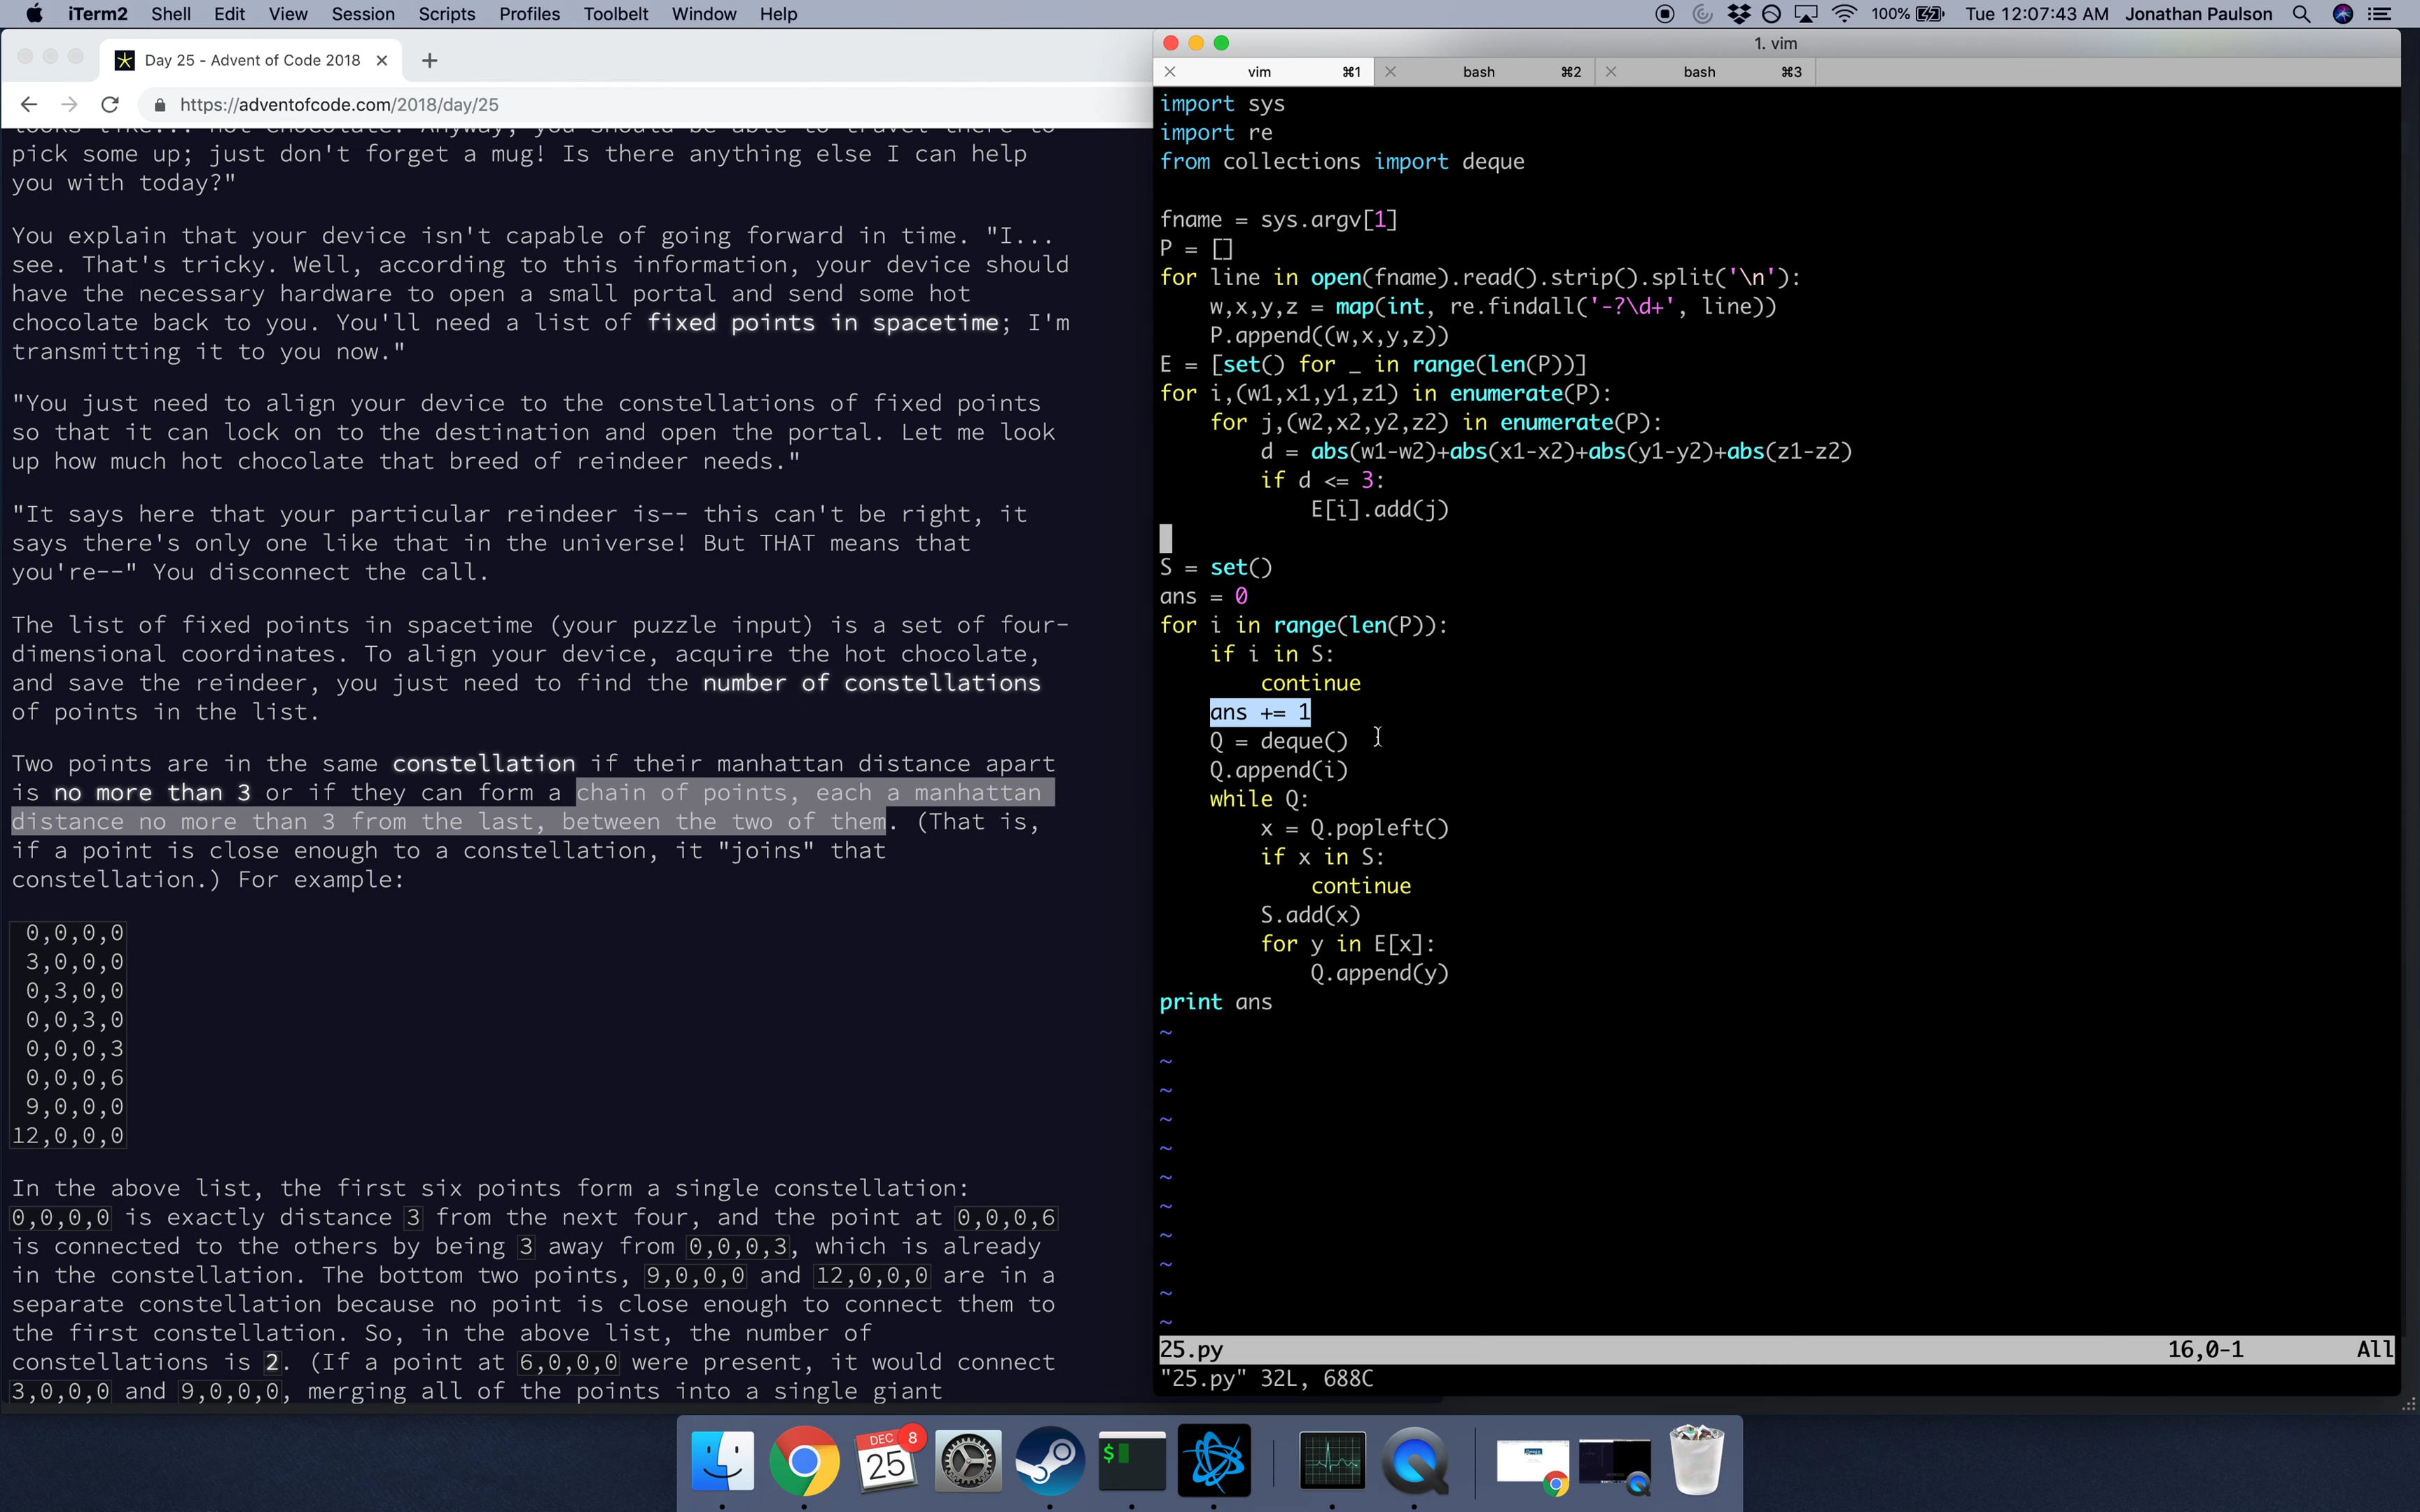 iTerm2 Shell Edit View Session Scripts Profiles Toolbelt Window Help 100% Tue 12:07:43 AM Jonathan Paulson
Day 25 - Advent of Code 2018
https://adventofcode.com/2018/day/25
looks like... hot chocolate. Anyway, you should be able to travel there to
pick some up; just don't forget a mug! Is there anything else I can help
you with today?"
You explain that your device isn't capable of going forward in time. "I...
see. That's tricky. Well, according to this information, your device should
have the necessary hardware to open a small portal and send some hot
chocolate back to you. You'll need a list of fixed points in spacetime; I'm
transmitting it to you now."
"You just need to align your device to the constellations of fixed points
so that it can lock on to the destination and open the portal. Let me look
up how much hot chocolate that breed of reindeer needs."
"It says here that your particular reindeer is-- this can't be right, it
says there's only one like that in the universe! But THAT means that
you're--" You disconnect the call.
The list of fixed points in spacetime (your puzzle input) is a set of four-
dimensional coordinates. To align your device, acquire the hot chocolate,
and save the reindeer, you just need to find the number of constellations
of points in the list.
Two points are in the same constellation if their manhattan distance apart
is no more than 3 or if they can form a chain of points, each a manhattan
distance no more than 3 from the last, between the two of them. (That is,
if a point is close enough to a constellation, it "joins" that
constellation.) For example:
0,0,0,0
3,0,0,0
0,3,0,0
0,0,3,0
0,0,0,3
0,0,0,6
9,0,0,0
12,0,0,0
In the above list, the first six points form a single constellation:
0,0,0,0 is exactly distance 3 from the next four, and the point at 0,0,0,6
is connected to the others by being 3 away from 0,0,0,3, which is already
in the constellation. The bottom two points, 9,0,0,0 and 12,0,0,0 are in a
separate constellation because no point is close enough to connect them to
the first constellation. So, in the above list, the number of
constellations is 2. (If a point at 6,0,0,0 were present, it would connect
3,0,0,0 and 9,0,0,0, merging all of the points into a single giant
1. vim
vim ⌘1 bash ⌘2 bash ⌘3
import sys
import re
from collections import deque
fname = sys.argv[1]
P = []
for line in open(fname).read().strip().split('\n'):
    w,x,y,z = map(int, re.findall('-?\d+', line))
    P.append((w,x,y,z))
E = [set() for _ in range(len(P))]
for i,(w1,x1,y1,z1) in enumerate(P):
    for j,(w2,x2,y2,z2) in enumerate(P):
        d = abs(w1-w2)+abs(x1-x2)+abs(y1-y2)+abs(z1-z2)
        if d <= 3:
            E[i].add(j)
S = set()
ans = 0
for i in range(len(P)):
    if i in S:
        continue
    ans += 1
    Q = deque()
    Q.append(i)
    while Q:
        x = Q.popleft()
        if x in S:
            continue
        S.add(x)
        for y in E[x]:
            Q.append(y)
print ans
~
~
~
~
~
~
~
~
~
~
~
25.py 16,0-1 All
"25.py" 32L, 688C
DEC 8
25
$